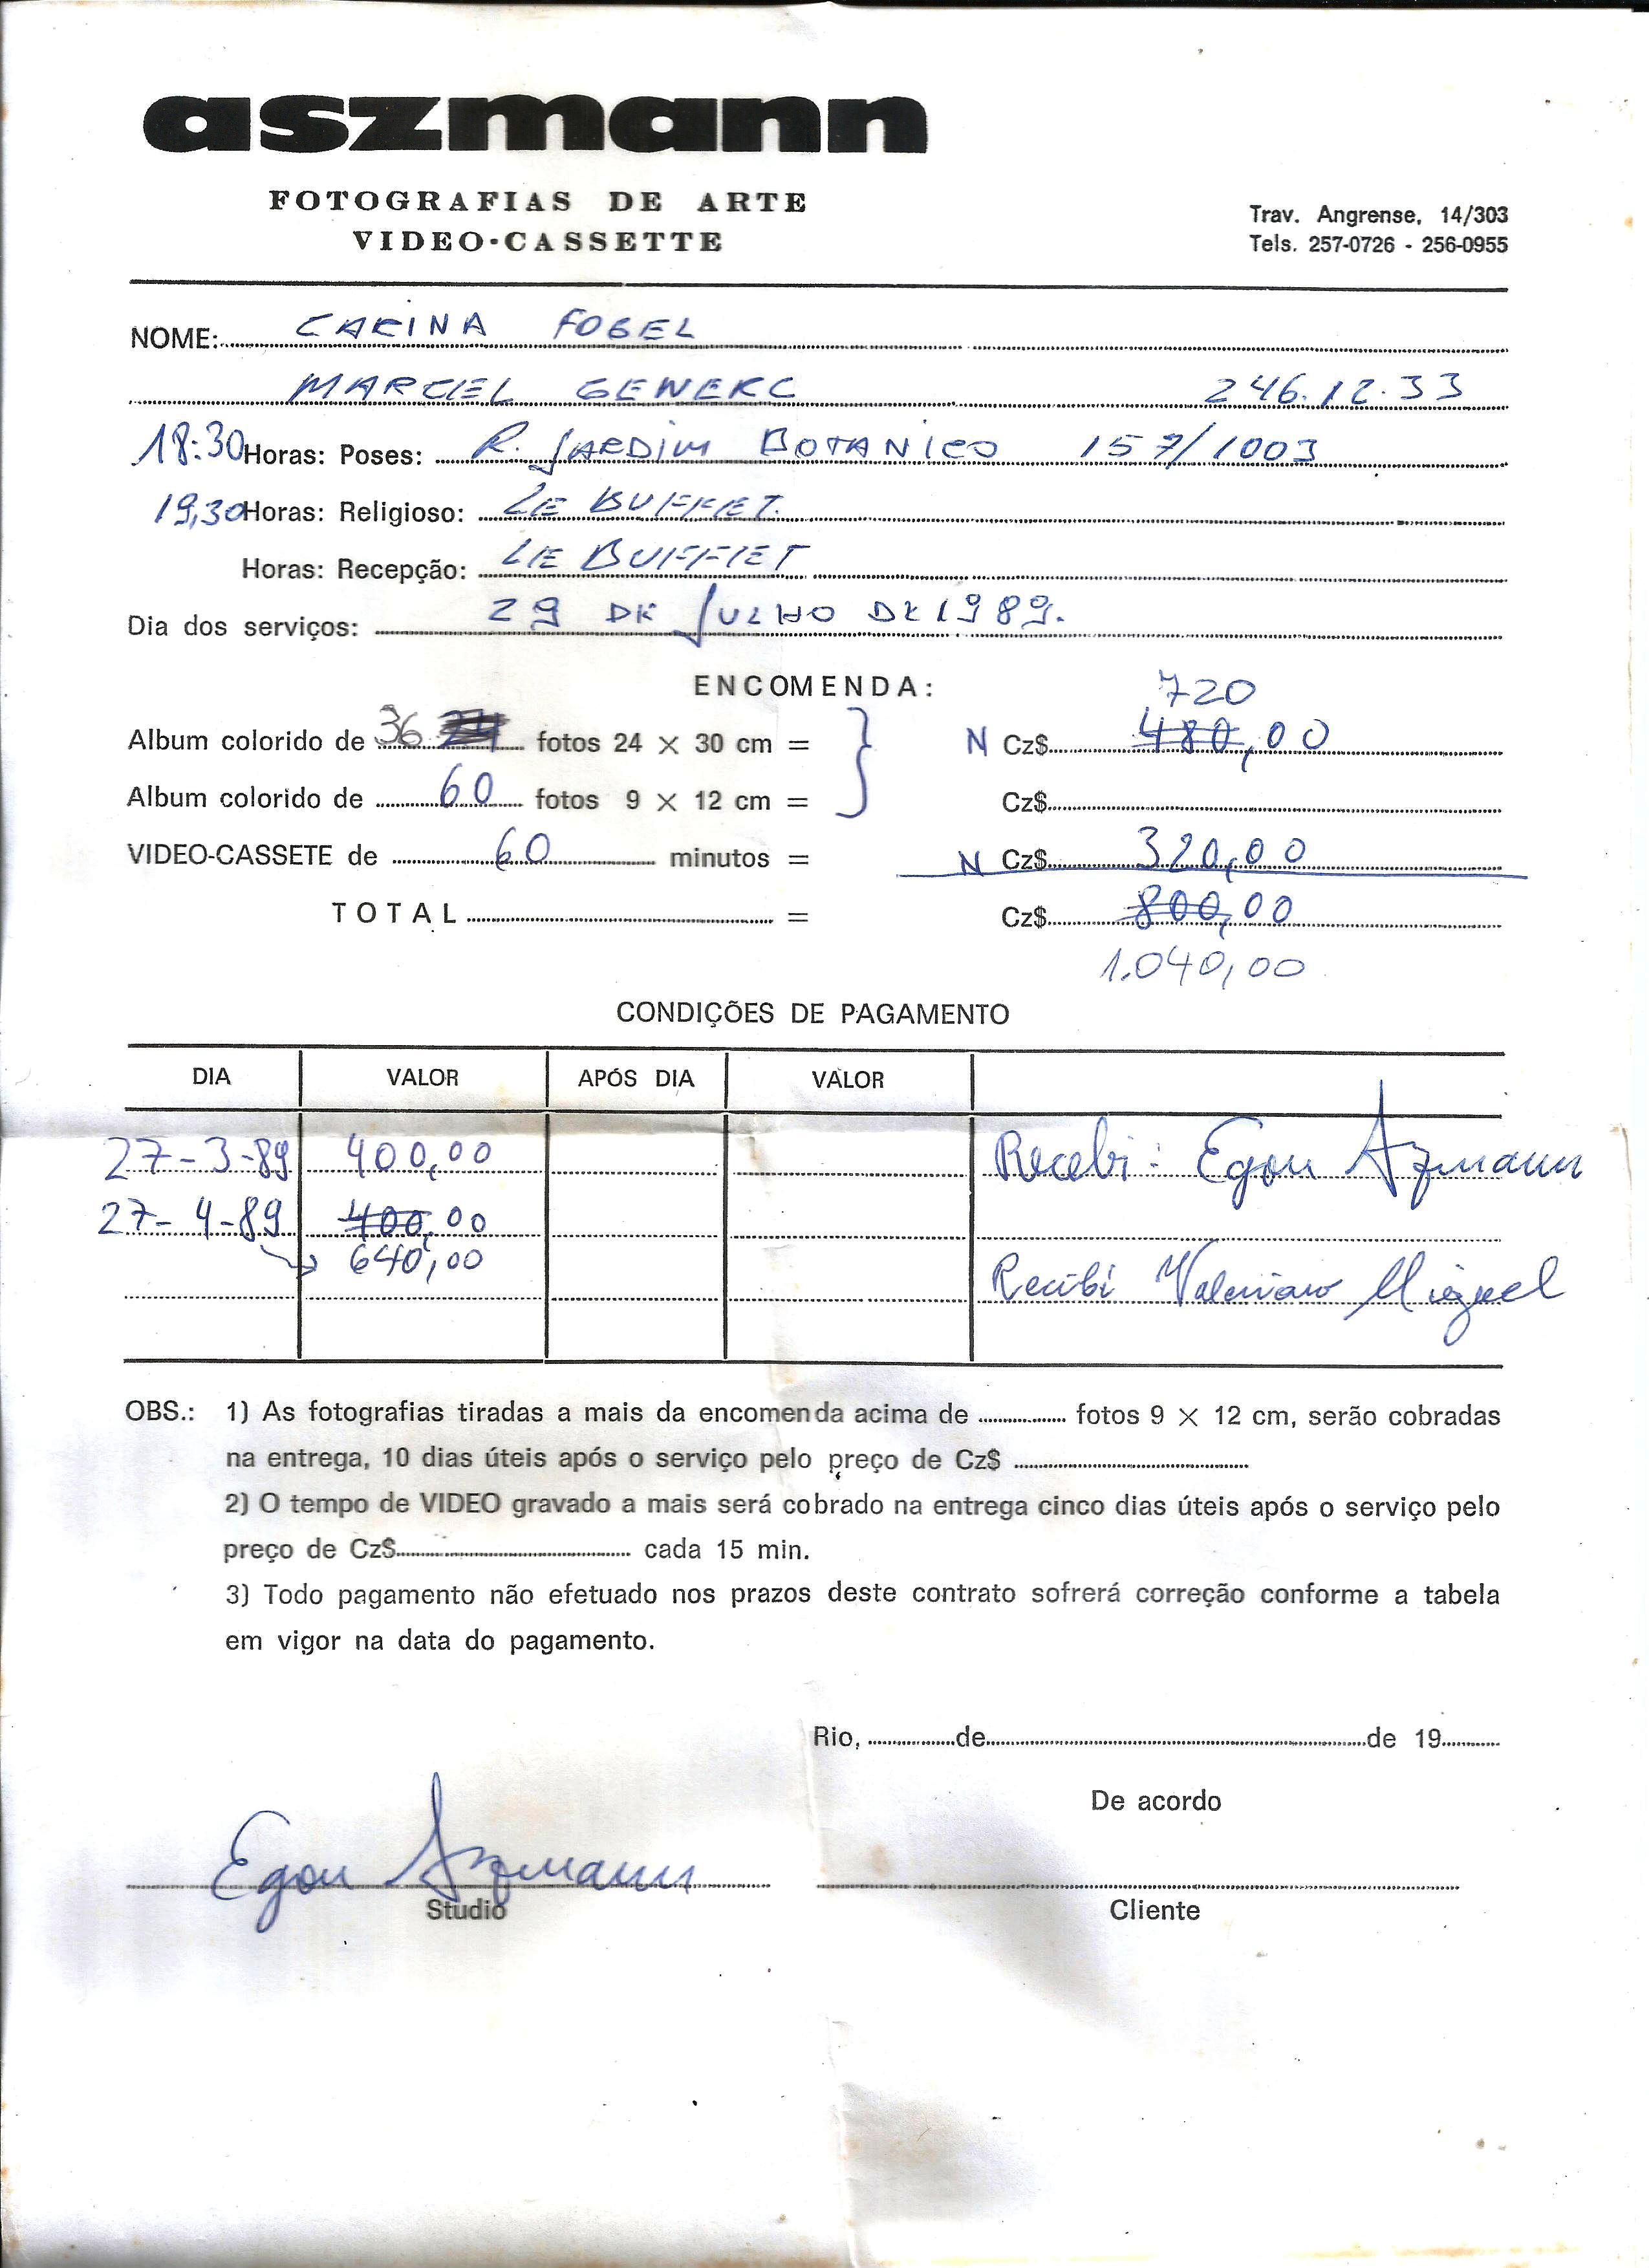 aszmann
FOTOGRAFIAS DE ARTE
VIDEO-CASSETTE
Trav. Angrense, 14/303
Tels. 257-0726 - 256-0955
NOME: CARINA FOGEL
MARCEL GENERC 246.12.33
18:30 Horas: Poses: R. JARDIM BOTANICO 157/1003
19,30 Horas: Religioso: LE BUFFET.
Horas: Recepção: LE BUFFET
Dia dos serviços: 29 DE JULHO DE 1989.
ENCOMENDA: 720
Album colorido de 36 24 fotos 24 × 30 cm = N Cz$ 480,00
Album colorido de 60 fotos 9 × 12 cm = Cz$
VIDEO-CASSETE de 60 minutos = N Cz$ 320,00
TOTAL = Cz$ 800,00
1.040,00
CONDIÇÕES DE PAGAMENTO
DIA VALOR APÓS DIA VALOR
27-3-89 400,00 Recebi: Egon Aszmann
27-4-89 400,00
640,00
Recibi Valeriano Miguel
OBS.: 1) As fotografias tiradas a mais da encomenda acima de ........ fotos 9 × 12 cm, serão cobradas
na entrega, 10 dias úteis após o serviço pelo preço de Cz$ ........
2) O tempo de VIDEO gravado a mais será cobrado na entrega cinco dias úteis após o serviço pelo
preço de Cz$........ cada 15 min.
3) Todo pagamento não efetuado nos prazos deste contrato sofrerá correção conforme a tabela
em vigor na data do pagamento.
Rio, ........de........de 19........
De acordo
Egon Aszmann
Studio
Cliente